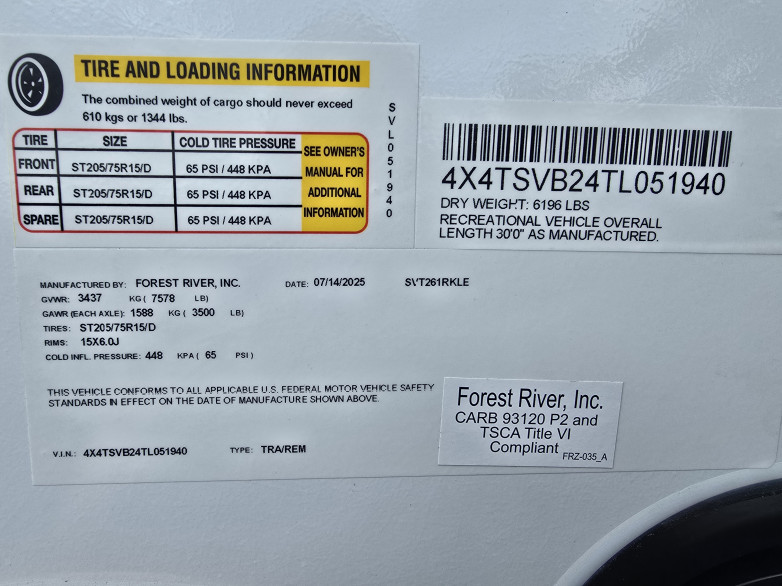 TIRE AND LOADING INFORMATION
The combined weight of cargo should never exceed
610 kgs or 1344 lbs.
TIRE SIZE COLD TIRE PRESSURE
FRONT ST205/75R15/D 65 PSI / 448 KPA
REAR ST205/75R15/D 65 PSI / 448 KPA
SPARE ST205/75R15/D 65 PSI / 448 KPA
SEE OWNER'S
MANUAL FOR
ADDITIONAL
INFORMATION
SVL051940
4X4TSVB24TL051940
DRY WEIGHT: 6196 LBS
RECREATIONAL VEHICLE OVERALL
LENGTH 30'0" AS MANUFACTURED.
MANUFACTURED BY: FOREST RIVER, INC. DATE: 07/14/2025 SVT261RKLE
GVWR: 3437 KG ( 7578 LB)
GAWR (EACH AXLE): 1588 KG ( 3500 LB)
TIRES: ST205/75R15/D
RIMS: 15X6.0J
COLD INFL. PRESSURE: 448 KPA ( 65 PSI )
THIS VEHICLE CONFORMS TO ALL APPLICABLE U.S. FEDERAL MOTOR VEHICLE SAFETY
STANDARDS IN EFFECT ON THE DATE OF MANUFACTURE SHOWN ABOVE.
V.I.N.: 4X4TSVB24TL051940 TYPE: TRA/REM
Forest River, Inc.
CARB 93120 P2 and
TSCA Title VI
Compliant
FRZ-035_A